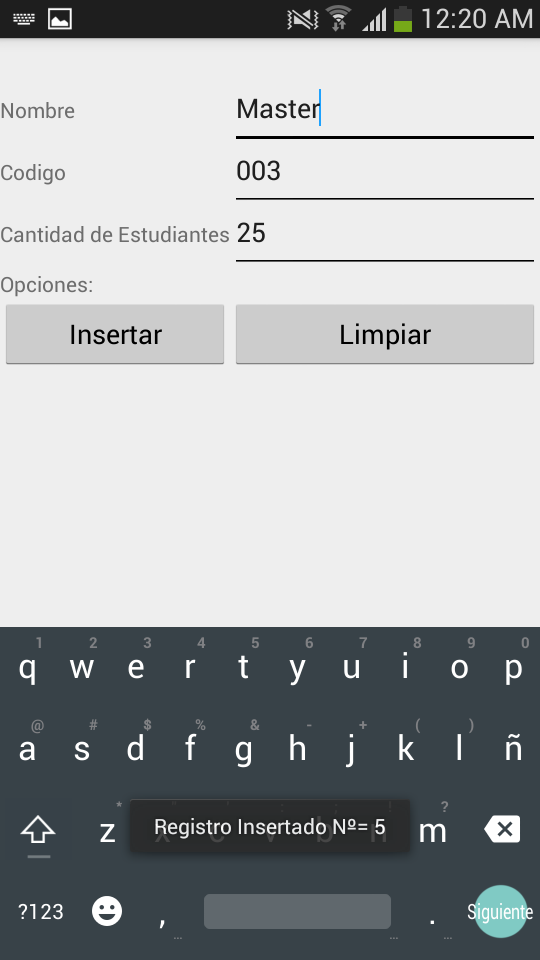 12:20 AM
Nombre Master
Codigo 003
Cantidad de Estudiantes 25
Opciones:
Insertar Limpiar
1 2 3 4 5 6 7 8 9 0
q w e r t y u i o p
@ # $ % & - + ( )
a s d f g h j k l ñ
* ?
z x c v b n m
Registro Insertado Nº= 5
?123 , . Siguiente